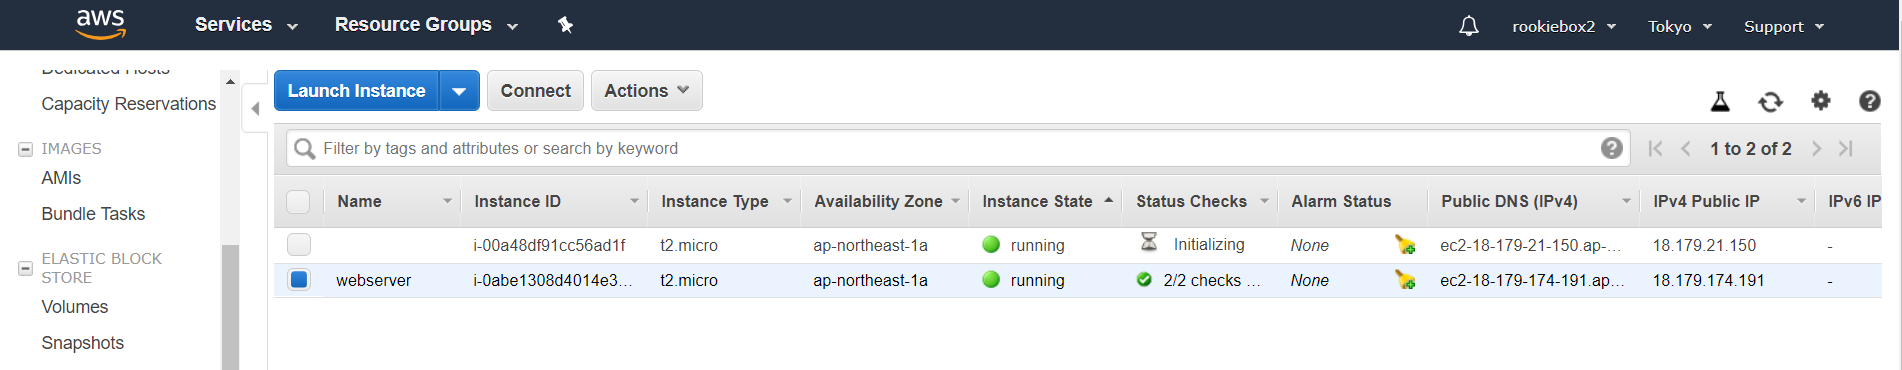 aws
Services
Resource Groups
rookiebox2
Tokyo
Support
Dedicated Hosts
Capacity Reservations
IMAGES
AMIs
Bundle Tasks
ELASTIC BLOCK
STORE
Volumes
Snapshots
Launch Instance
Connect
Actions
Filter by tags and attributes or search by keyword
1 to 2 of 2
Name Instance ID Instance Type Availability Zone Instance State Status Checks Alarm Status Public DNS (IPv4) IPv4 Public IP IPv6 IP
i-00a48df91cc56ad1f t2.micro ap-northeast-1a running Initializing None ec2-18-179-21-150.ap-... 18.179.21.150 -
webserver i-0abe1308d4014e3... t2.micro ap-northeast-1a running 2/2 checks ... None ec2-18-179-174-191.ap... 18.179.174.191 -